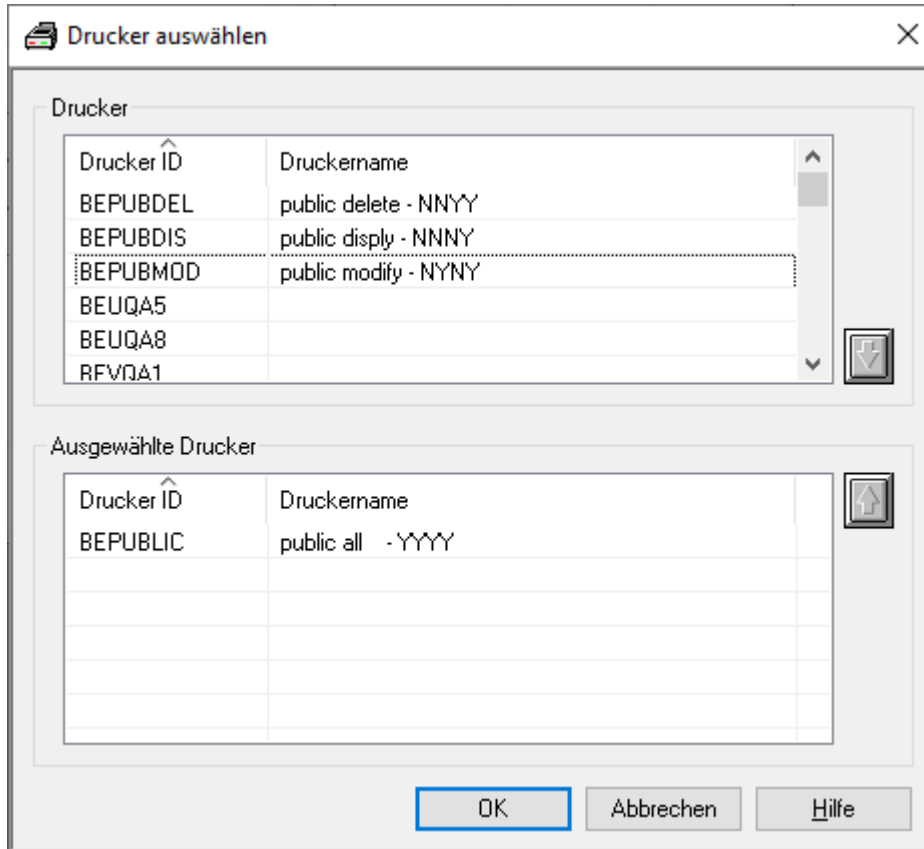 Drucker auswählen
Drucker
Drucker ID Druckername
BEPUBDEL public delete - NNYY
BEPUBDIS public disply - NNNY
BEPUBMOD public modify - NYNY
BEUQA5
BEUQA8
BEVQA1
Ausgewählte Drucker
Drucker ID Druckername
BEPUBLIC public all - YYYY
OK Abbrechen Hilfe